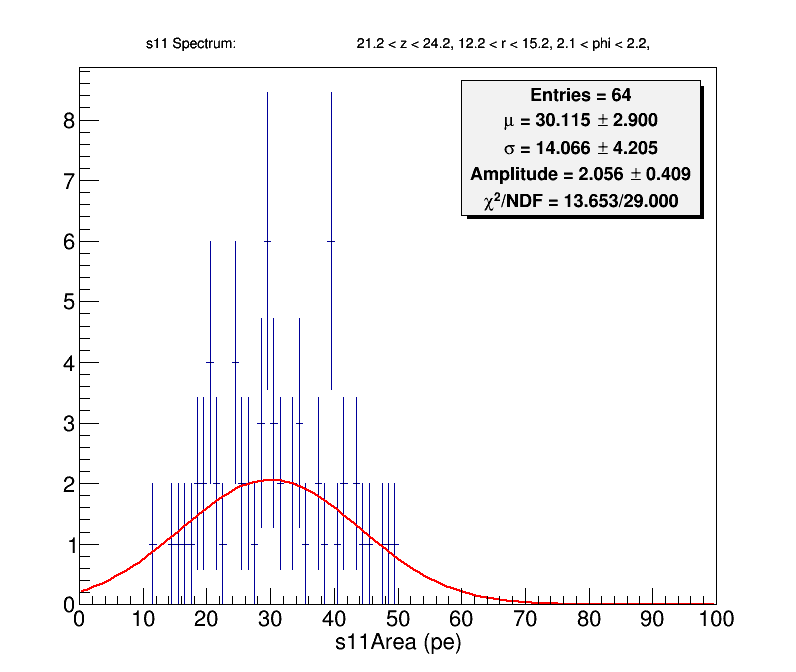 s11 Spectrum: 21.2 < z < 24.2, 12.2 < r < 15.2, 2.1 < phi < 2.2,
Entries = 64
μ = 30.115 ± 2.900
σ = 14.066 ± 4.205
Amplitude = 2.056 ± 0.409
χ²/NDF = 13.653/29.000
8
7
6
5
4
3
2
1
0
0 10 20 30 40 50 60 70 80 90 100
s11Area (pe)